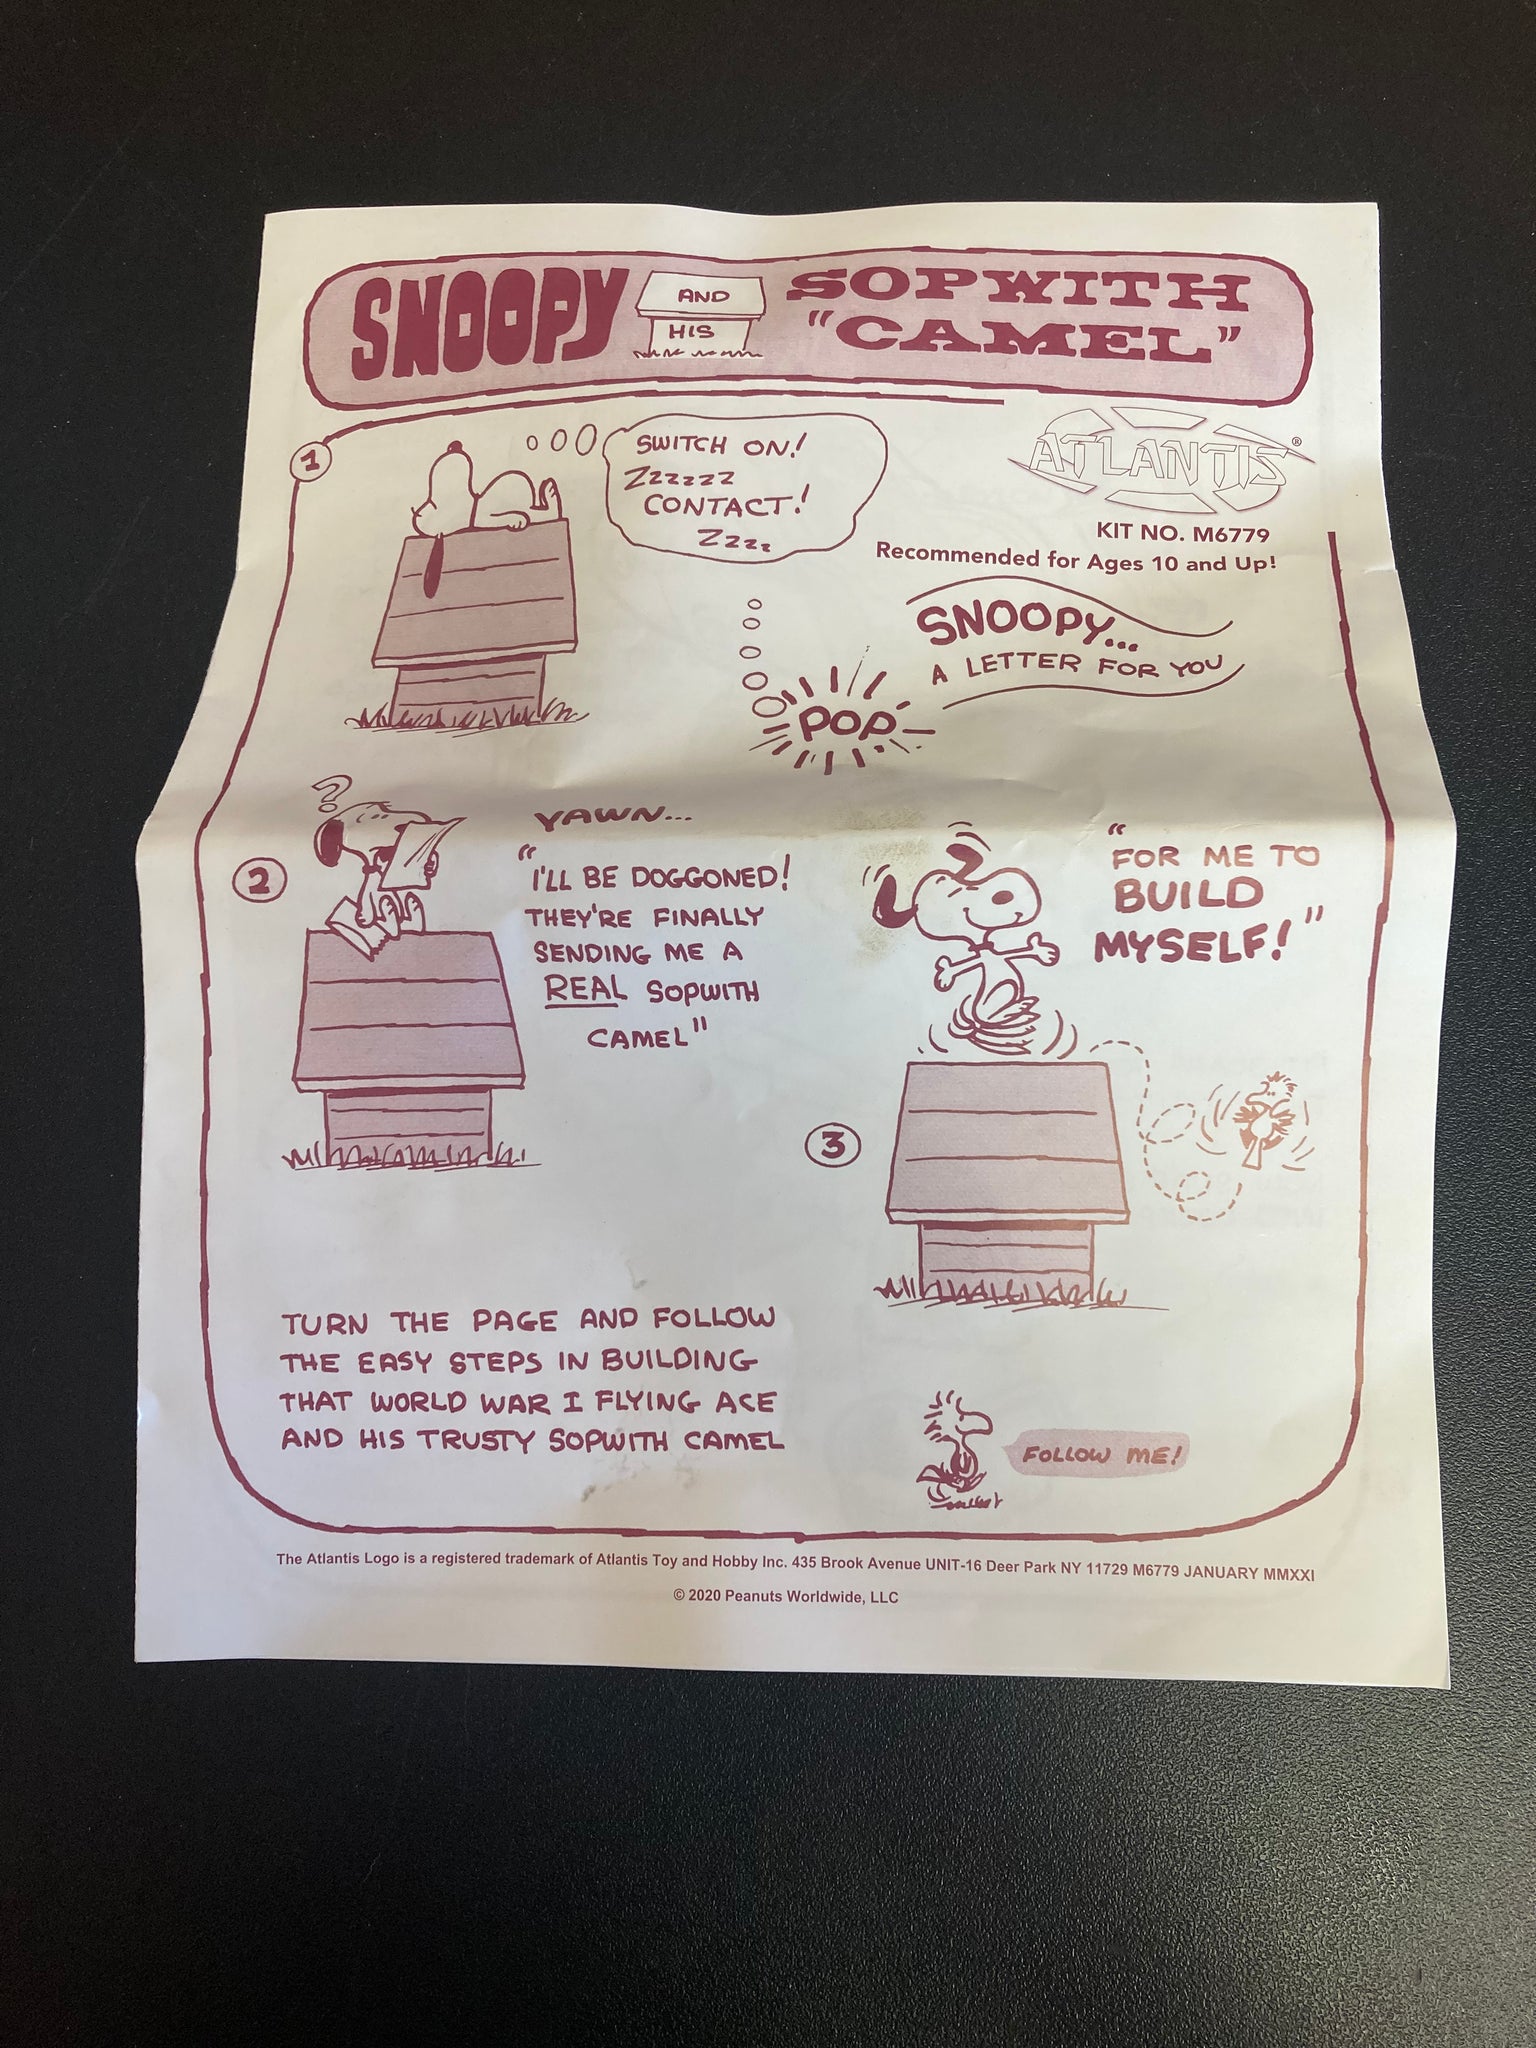 SNOOPY
AND
HIS
SOPWITH
"CAMEL"
1
SWITCH ON!
ZZZZZZ
CONTACT!
ZZZZ
ATLANTIS®
KIT NO. M6779
Recommended for Ages 10 and Up!
SNOOPY...
A LETTER FOR YOU
POP
?
2
YAWN...
"I'LL BE DOGGONED!
THEY'RE FINALLY
SENDING ME A
REAL SOPWITH
CAMEL"
3
"FOR ME TO
BUILD
MYSELF!"
TURN THE PAGE AND FOLLOW
THE EASY STEPS IN BUILDING
THAT WORLD WAR I FLYING ACE
AND HIS TRUSTY SOPWITH CAMEL
FOLLOW ME!
The Atlantis Logo is a registered trademark of Atlantis Toy and Hobby Inc. 435 Brook Avenue UNIT-16 Deer Park NY 11729 M6779 JANUARY MMXXI
© 2020 Peanuts Worldwide, LLC